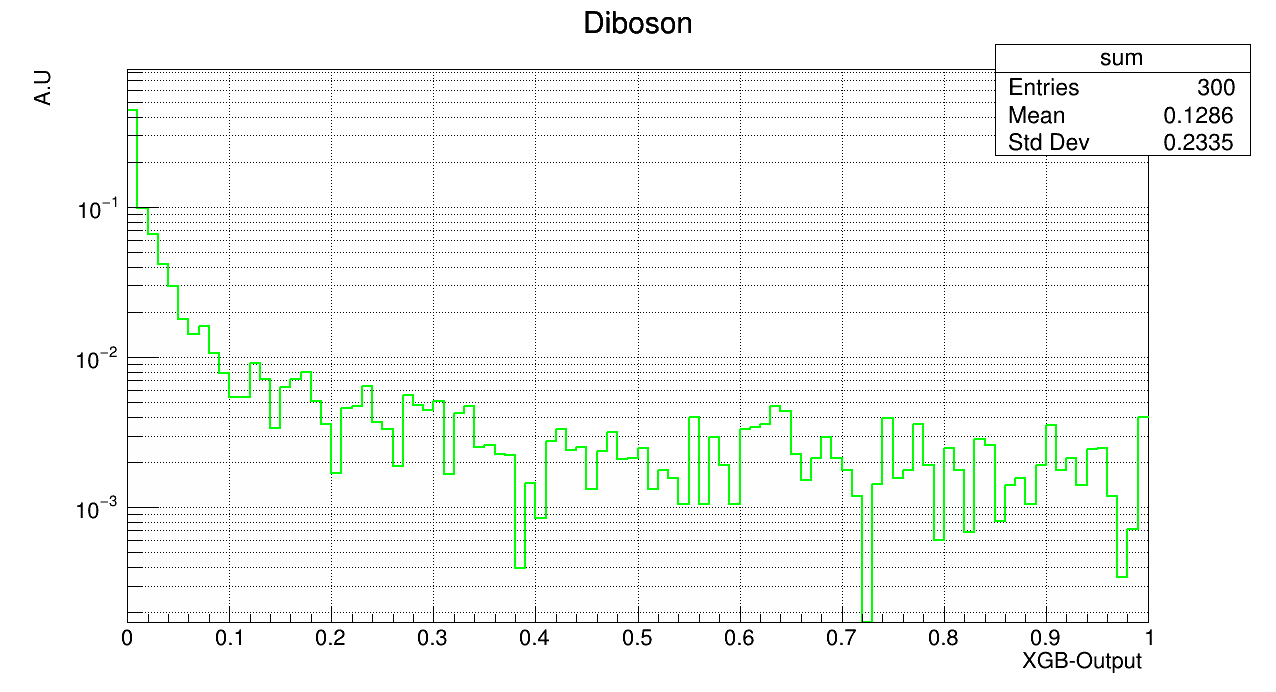 Diboson
A.U
sum
Entries 300
Mean 0.1286
Std Dev 0.2335
10⁻¹
10⁻²
10⁻³
0 0.1 0.2 0.3 0.4 0.5 0.6 0.7 0.8 0.9 1
XGB-Output